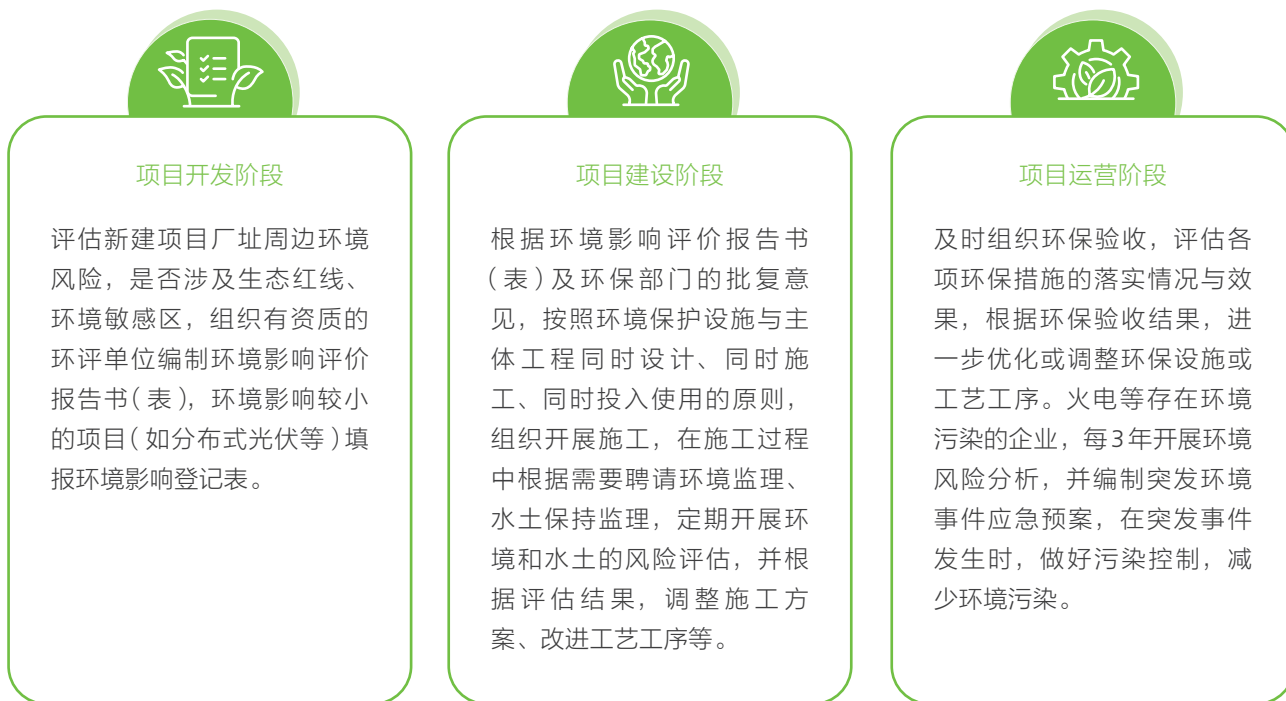 项目开发阶段
评估新建项目厂址周边环境
风险，是否涉及生态红线、
环境敏感区，组织有资质的
环评单位编制环境影响评价
报告书（表），环境影响较小
的项目（如分布式光伏等）填
报环境影响登记表。
项目建设阶段
根据环境影响评价报告书
（表）及环保部门的批复意
见，按照环境保护设施与主
体工程同时设计、同时施
工、同时投入使用的原则，
组织开展施工，在施工过程
中根据需要聘请环境监理、
水土保持监理，定期开展环
境和水土的风险评估，并根
据评估结果，调整施工方
案、改进工艺工序等。
项目运营阶段
及时组织环保验收，评估各
项环保措施的落实情况与效
果，根据环保验收结果，进
一步优化或调整环保设施或
工艺工序。火电等存在环境
污染的企业，每3年开展环境
风险分析，并编制突发环境
事件应急预案，在突发事件
发生时，做好污染控制，减
少环境污染。